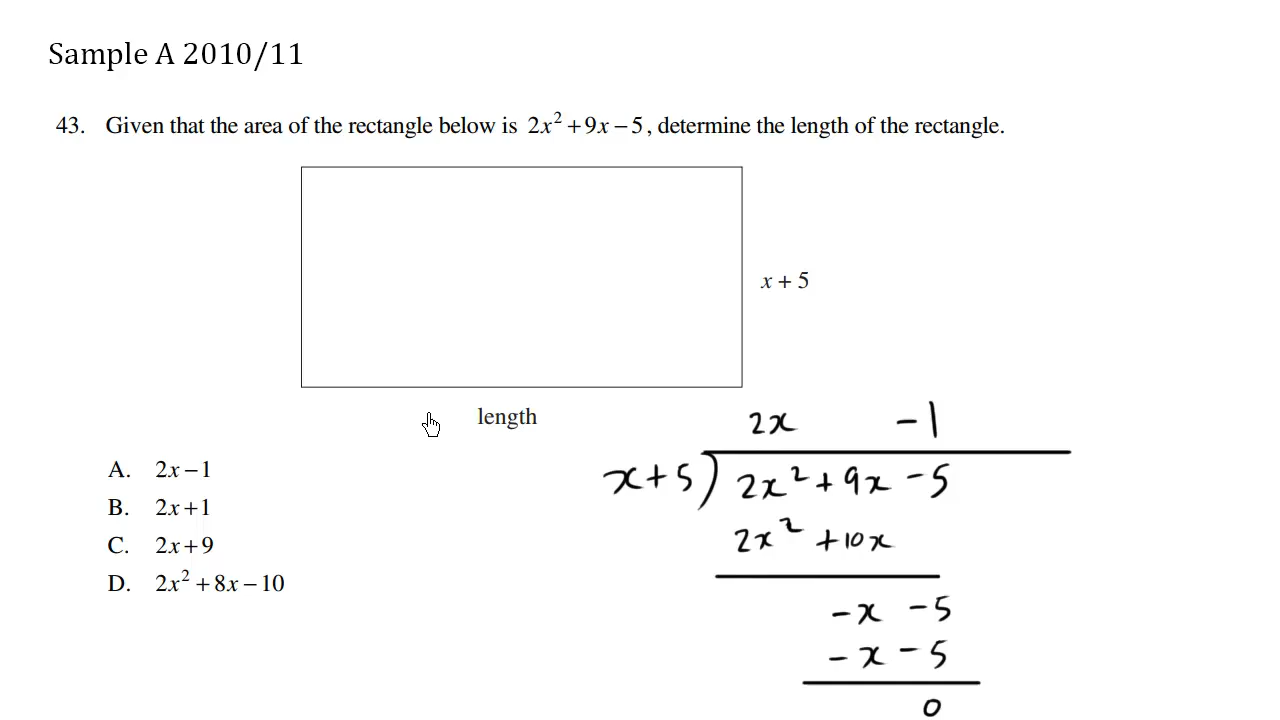 Sample A 2010/11
43. Given that the area of the rectangle below is 2x² + 9x − 5, determine the length of the rectangle.
x + 5
length
A. 2x − 1
B. 2x + 1
C. 2x + 9
D. 2x² + 8x − 10
2x − 1
x + 5 ) 2x² + 9x − 5
2x² + 10x
−x − 5
−x − 5
0